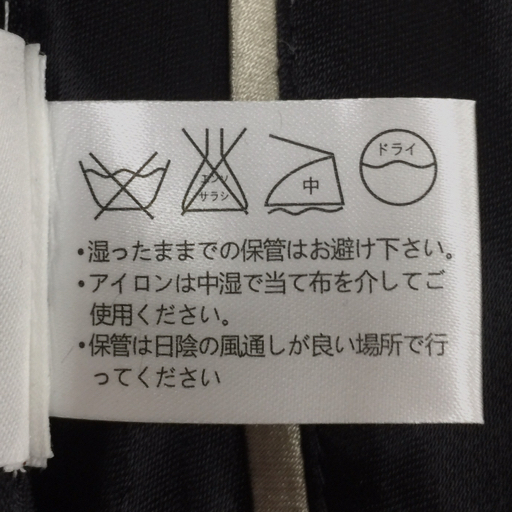 エンソ
サラシ
中
ドライ
・湿ったままでの保管はお避け下さい。
・アイロンは中湿で当て布を介してご
使用ください。
・保管は日陰の風通しが良い場所で行
ってください